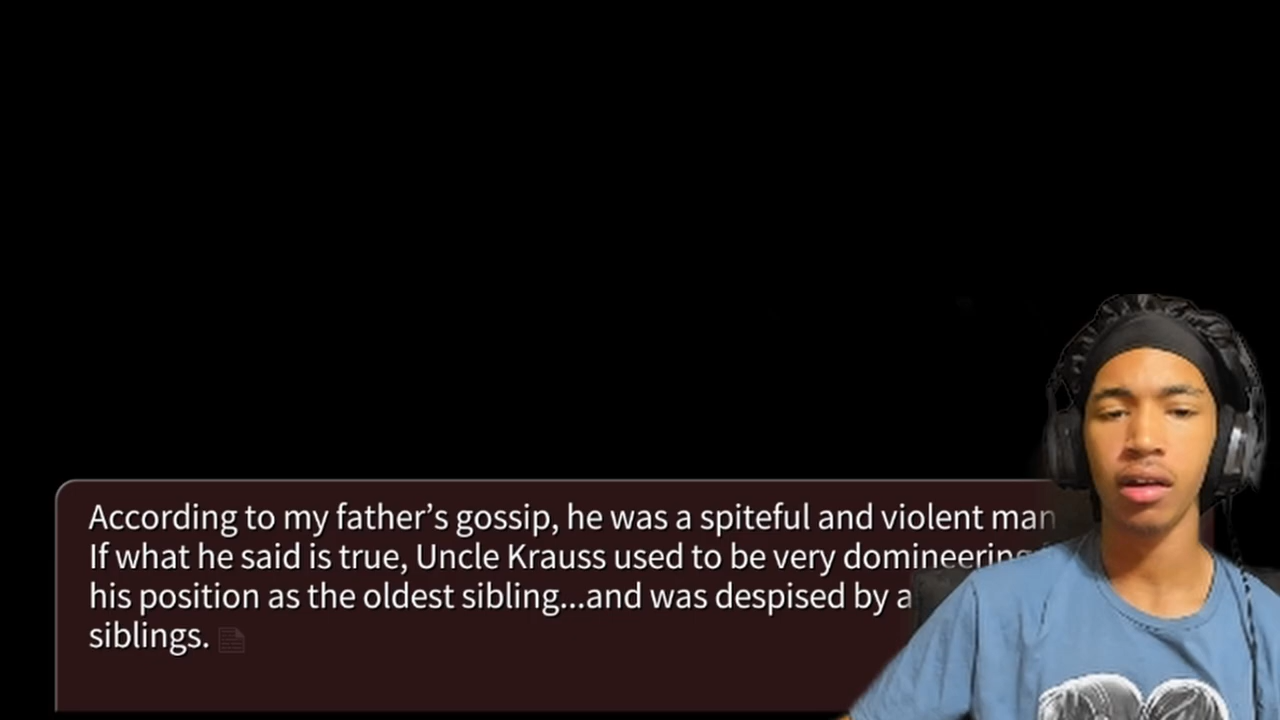 According to my father’s gossip, he was a spiteful and violent man
If what he said is true, Uncle Krauss used to be very domineering
his position as the oldest sibling...and was despised by
siblings.